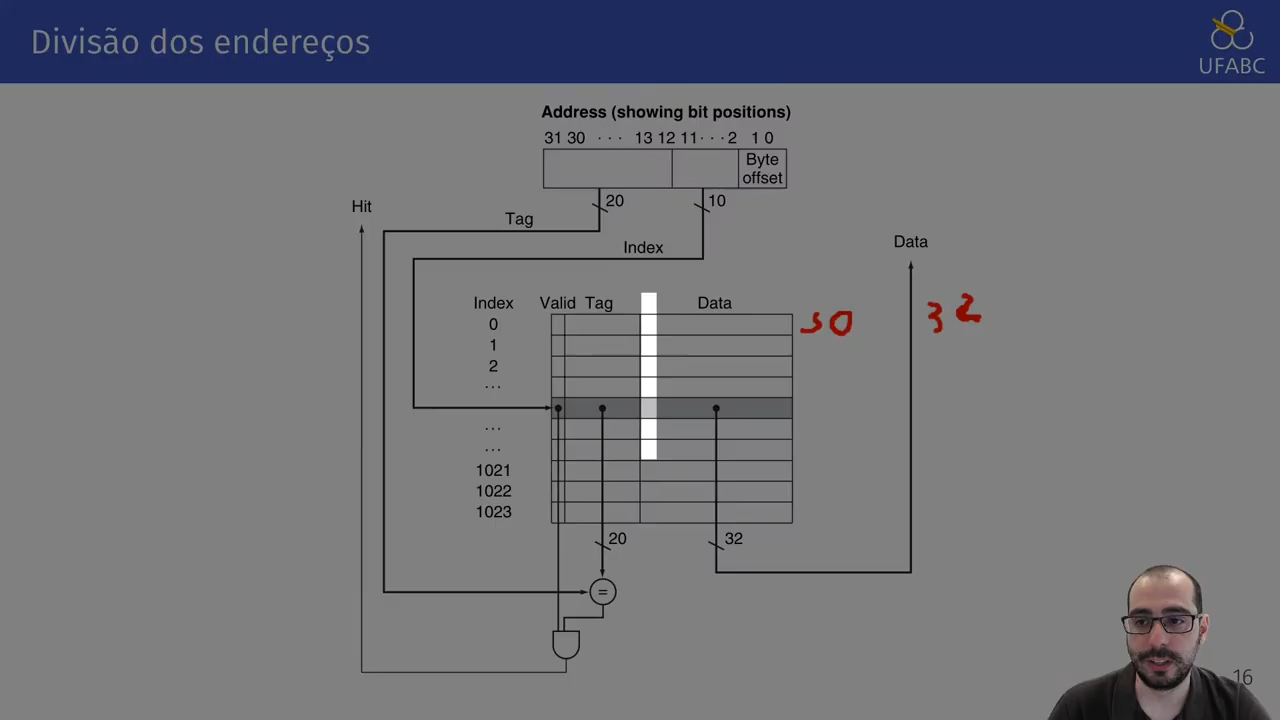 Divisão dos endereços
UFABC
Address (showing bit positions)
31 30 · · · 13 12 11 · · · 2 1 0
Byte
offset
20 10
Hit
Tag
Index
Data
Index Valid Tag Data
0
1
2
...
...
...
1021
1022
1023
20 32
=
32
16